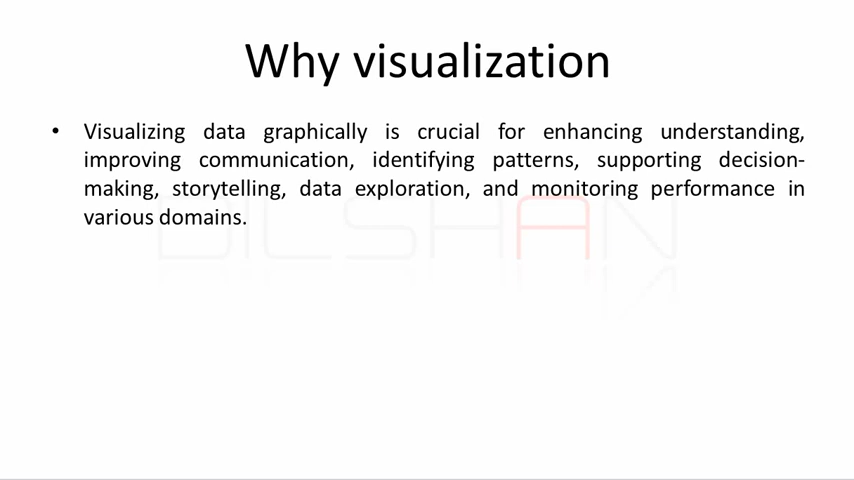 Why visualization
• Visualizing data graphically is crucial for enhancing understanding,
improving communication, identifying patterns, supporting decision-
making, storytelling, data exploration, and monitoring performance in
various domains.
DILSHAN